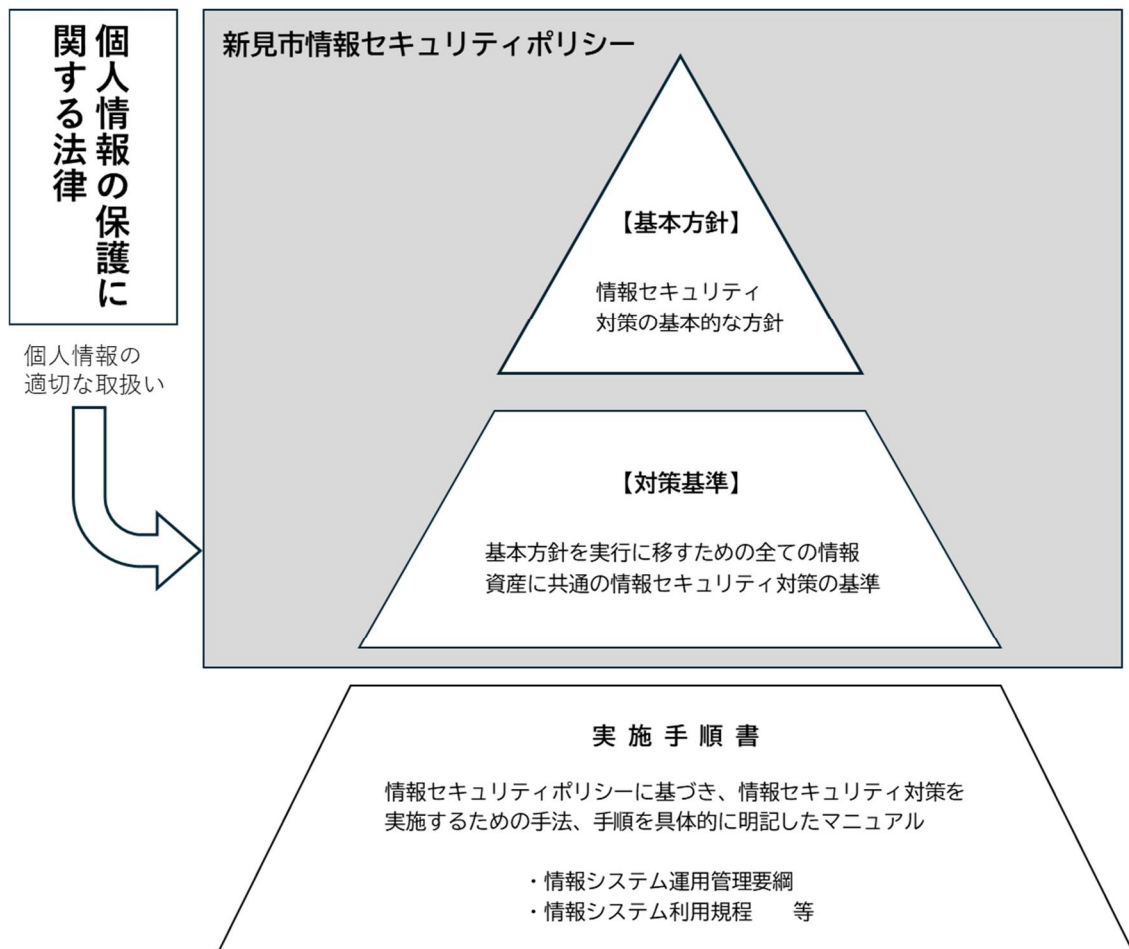 個人情報の保護に
関する法律
個人情報の
適切な取扱い
新見市情報セキュリティポリシー
【基本方針】
情報セキュリティ
対策の基本的な方針
【対策基準】
基本方針を実行に移すための全ての情報
資産に共通の情報セキュリティ対策の基準
実施手順書
情報セキュリティポリシーに基づき、情報セキュリティ対策を
実施するための手法、手順を具体的に明記したマニュアル
・情報システム運用管理要綱
・情報システム利用規程　等